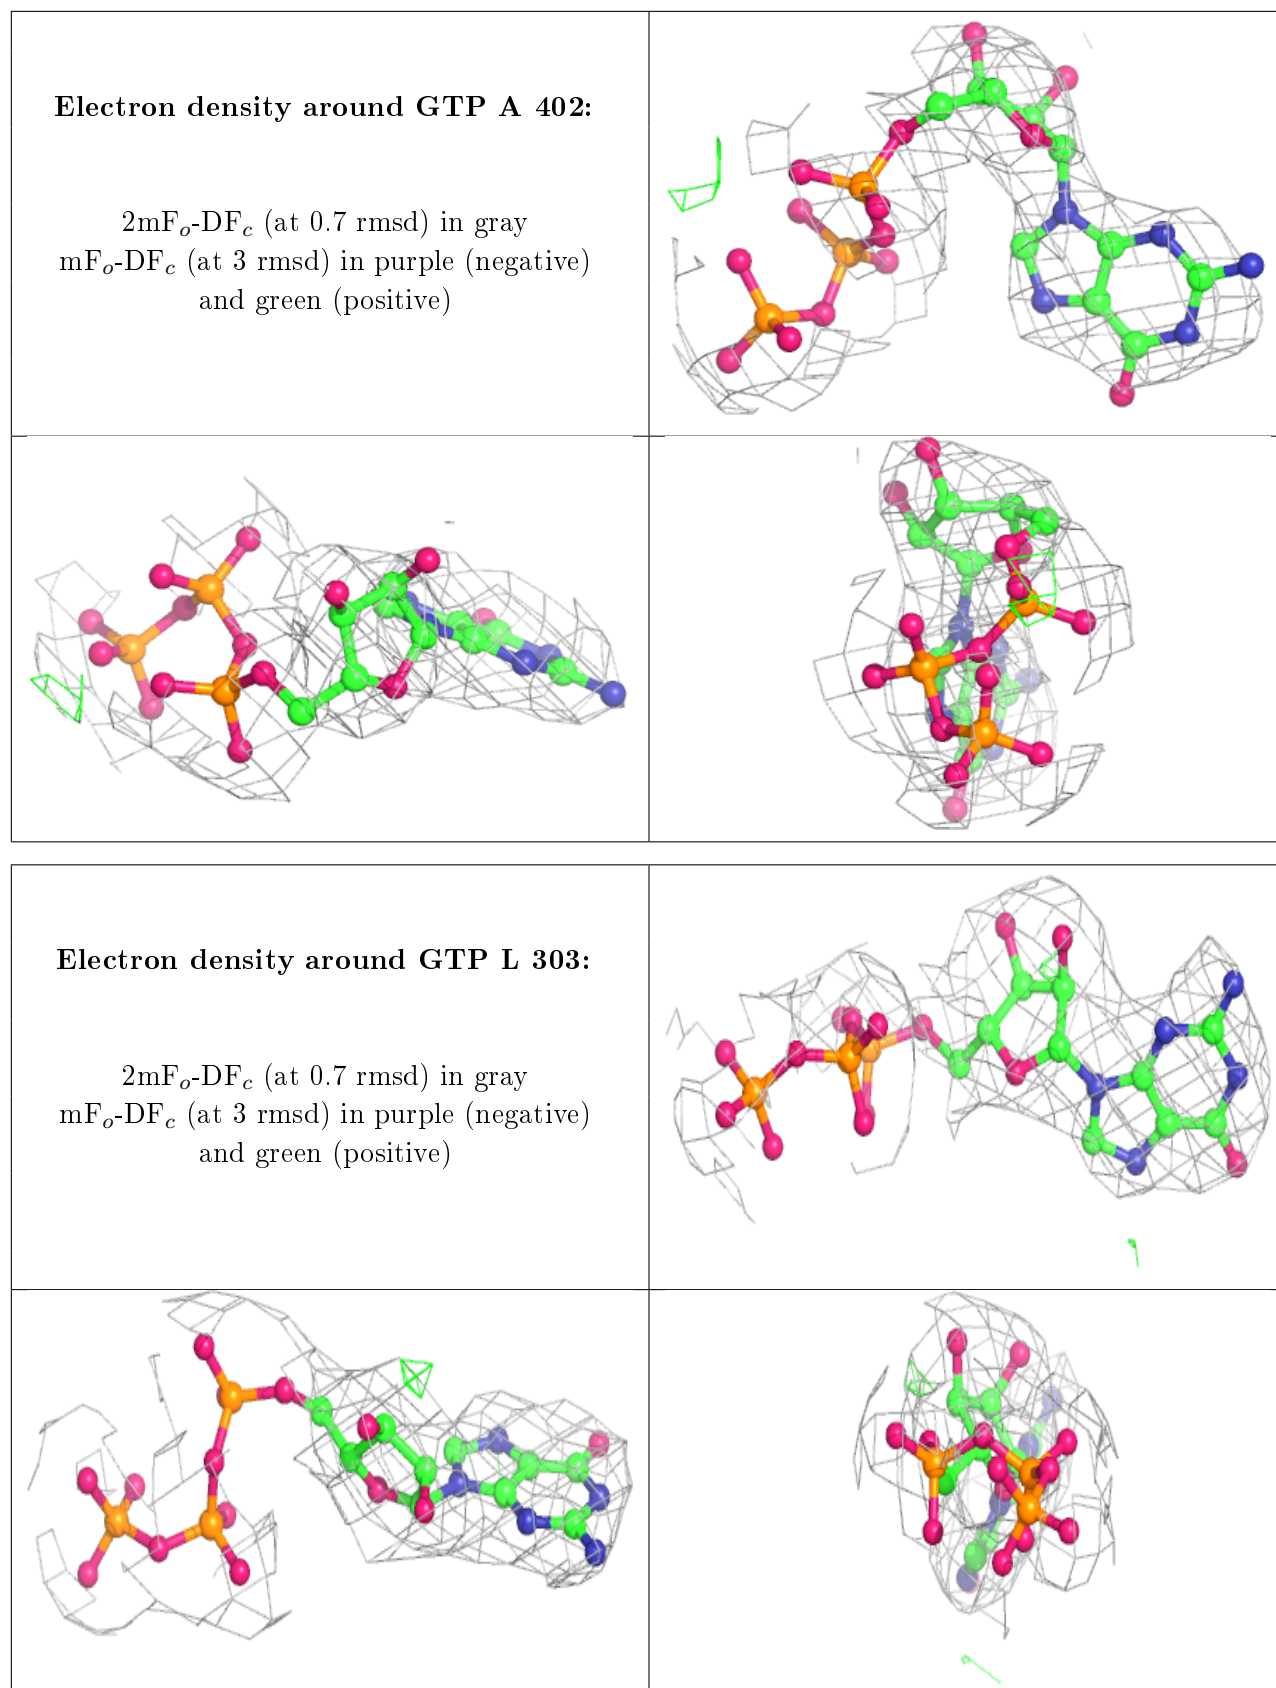 Electron density around GTP A 402:
2mFo-DFc (at 0.7 rmsd) in gray
mFo-DFc (at 3 rmsd) in purple (negative)
and green (positive)
Electron density around GTP L 303:
2mFo-DFc (at 0.7 rmsd) in gray
mFo-DFc (at 3 rmsd) in purple (negative)
and green (positive)